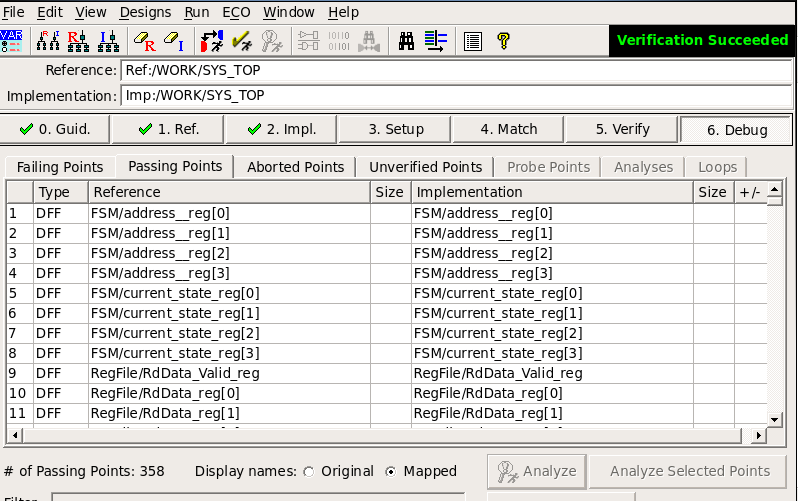 File Edit View Designs Run ECO Window Help
VAR R I R I 0101 1010 ?
Verification Succeeded
Reference: Ref:/WORK/SYS_TOP
Implementation: Imp:/WORK/SYS_TOP
0. Guid. 1. Ref. 2. Impl. 3. Setup 4. Match 5. Verify 6. Debug
Failing Points Passing Points Aborted Points Unverified Points Probe Points Analyses Loops
Type Reference Size Implementation Size +/-
1 DFF FSM/address__reg[0] FSM/address__reg[0]
2 DFF FSM/address__reg[1] FSM/address__reg[1]
3 DFF FSM/address__reg[2] FSM/address__reg[2]
4 DFF FSM/address__reg[3] FSM/address__reg[3]
5 DFF FSM/current_state_reg[0] FSM/current_state_reg[0]
6 DFF FSM/current_state_reg[1] FSM/current_state_reg[1]
7 DFF FSM/current_state_reg[2] FSM/current_state_reg[2]
8 DFF FSM/current_state_reg[3] FSM/current_state_reg[3]
9 DFF RegFile/RdData_Valid_reg RegFile/RdData_Valid_reg
10 DFF RegFile/RdData_reg[0] RegFile/RdData_reg[0]
11 DFF RegFile/RdData_reg[1] RegFile/RdData_reg[1]
# of Passing Points: 358 Display names: Original Mapped Analyze Analyze Selected Points